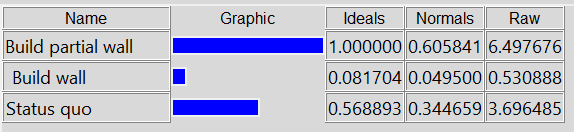 Name Graphic Ideals Normals Raw
Build partial wall 1.000000 0.605841 6.497676
Build wall 0.081704 0.049500 0.530888
Status quo 0.568893 0.344659 3.696485